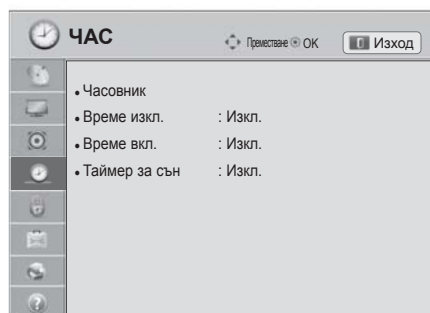 ЧАС Преместване OK Изход
• Часовник
• Време изкл. : Изкл.
• Време вкл. : Изкл.
• Таймер за сън : Изкл.